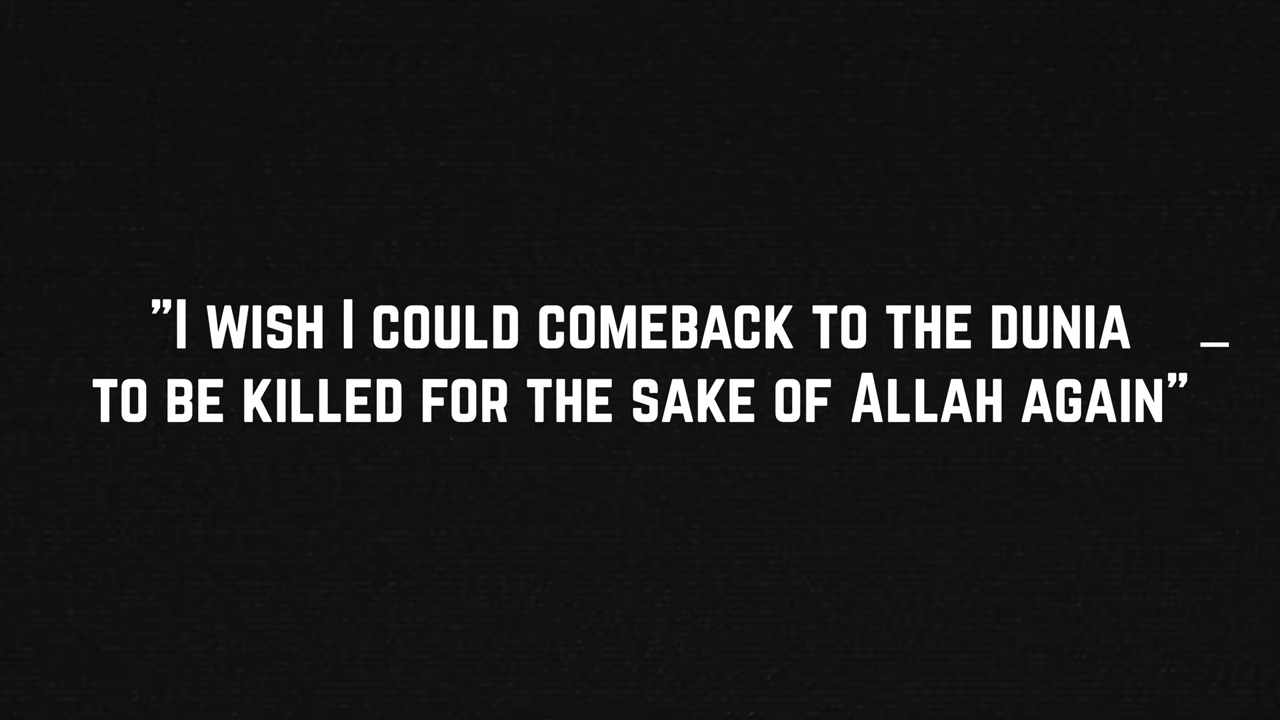 "I WISH I COULD COMEBACK TO THE DUNIA _
TO BE KILLED FOR THE SAKE OF ALLAH AGAIN"